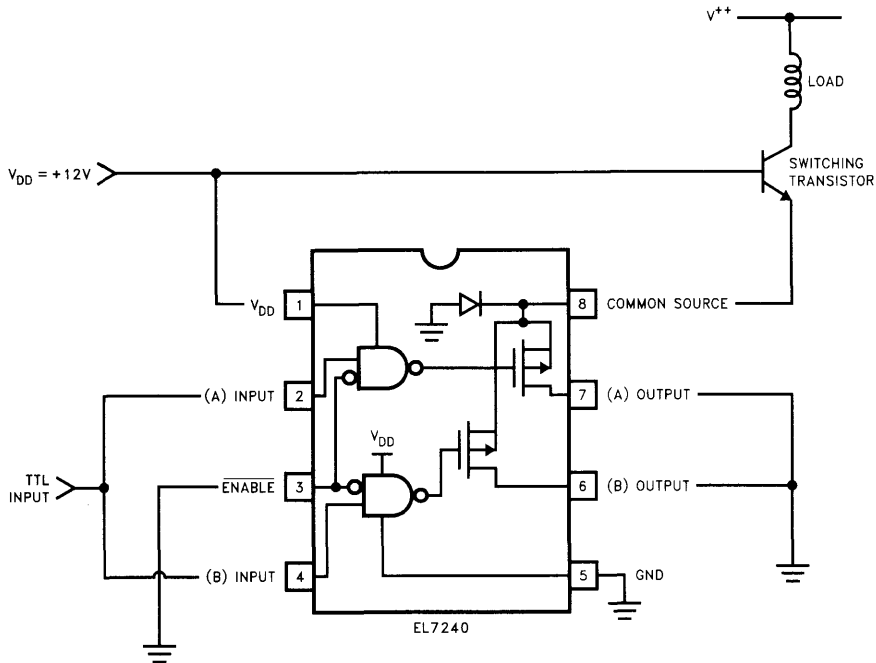 V++
LOAD
SWITCHING
TRANSISTOR
VDD = +12V
VDD
1
8
COMMON SOURCE
(A) INPUT
2
7
(A) OUTPUT
VDD
TTL
INPUT
ENABLE
3
6
(B) OUTPUT
(B) INPUT
4
5
GND
EL7240